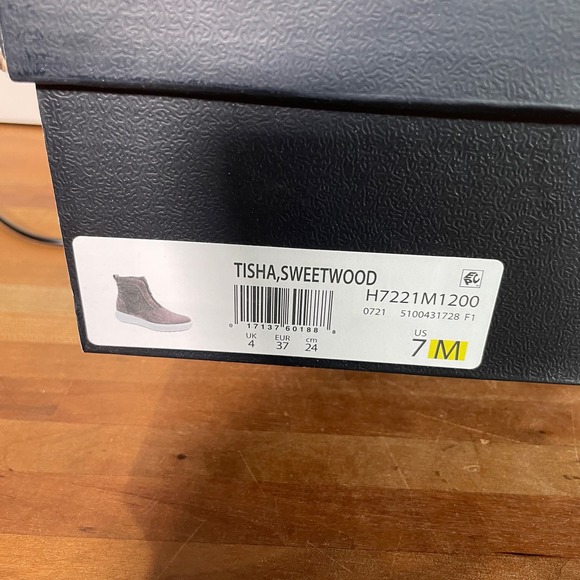 TISHA,SWEETWOOD
H7221M1200
0721 5100431728 F1
0 17137 60188 8
UK EUR cm
4 37 24
US
7 M